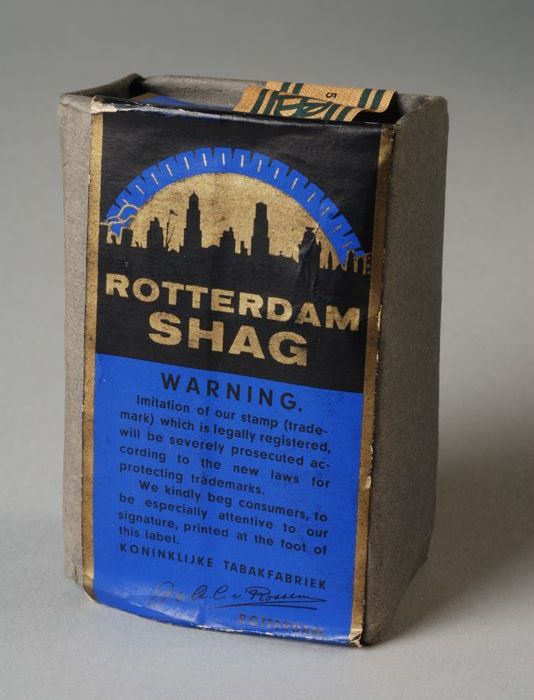 5
ROTTERDAM
SHAG
WARNING.
Imitation of our stamp (trade-
mark) which is legally registered,
will be severely prosecuted ac-
cording to the new laws for
protecting trademarks.
We kindly beg consumers, to
be especially attentive to our
signature, printed at the foot of
this label.
KONINKLIJKE TABAKFABRIEK
A. C. v. Rossem
ROTTERDAM